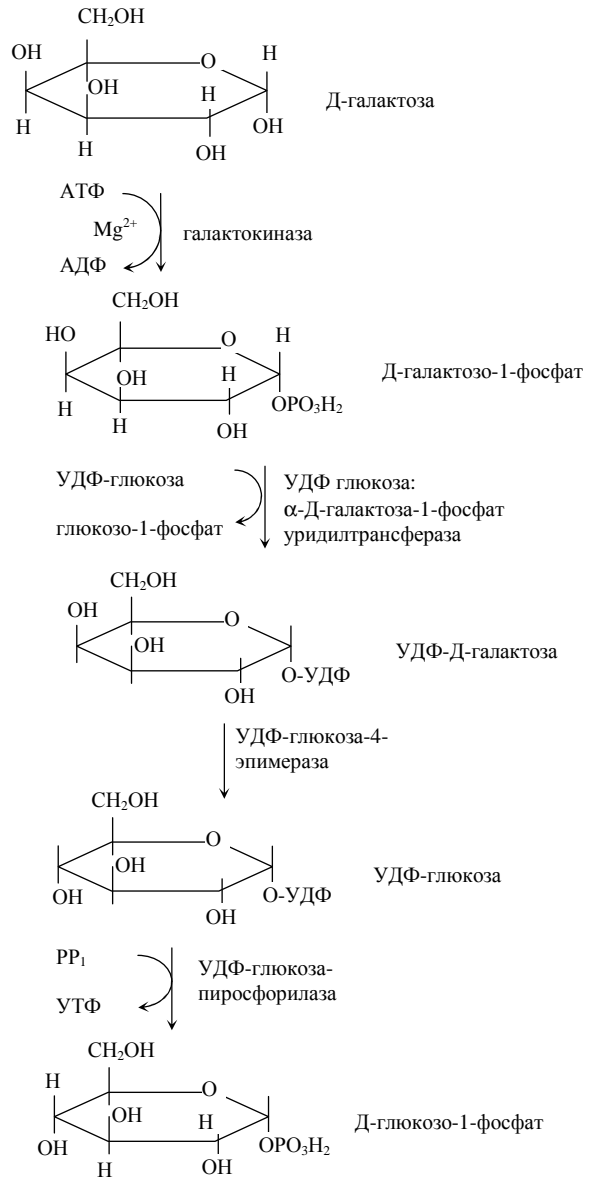 CH₂OH
OH
O
H
OH
H
Д-галактоза
H
H
OH
OH
АТФ
Mg²⁺
галактокиназа
АДФ
CH₂OH
HO
O
H
OH
H
Д-галактозо-1-фосфат
H
H
OPO₃H₂
OH
УДФ-глюкоза
УДФ глюкоза:
α-Д-галактоза-1-фосфат
глюкозо-1-фосфат
уридилтрансфераза
CH₂OH
OH
O
OH
УДФ-Д-галактоза
O-УДФ
OH
УДФ-глюкоза-4-
эпимераза
CH₂OH
O
OH
УДФ-глюкоза
OH
OH
O-УДФ
PP₁
УДФ-глюкоза-
пиросфорилаза
УТФ
CH₂OH
H
O
OH
H
Д-глюкозо-1-фосфат
OH
H
OH
OPO₃H₂